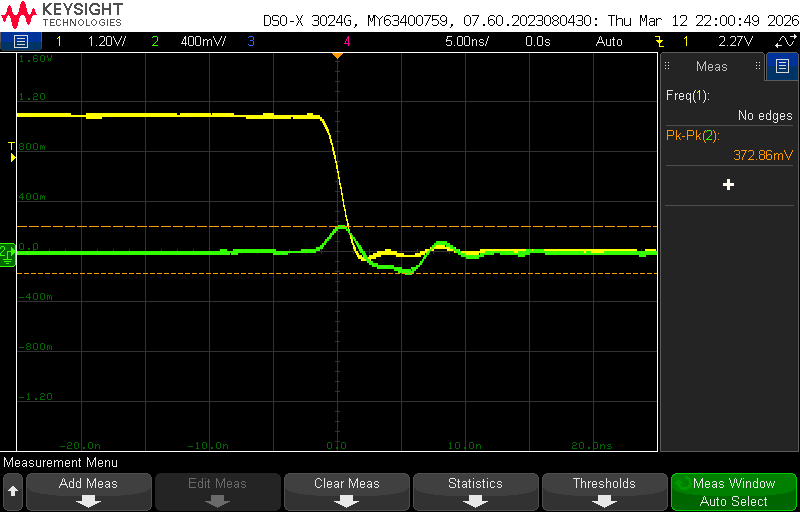 KEYSIGHT
TECHNOLOGIES
DSO-X 3024G, MY63400759, 07.60.2023080430: Thu Mar 12 22:00:49 2026
1 1.20V/ 2 400mV/ 3 4 5.00ns/ 0.0s Auto 1 2.27V
1.60V
1.20
800m
400m
0.0
-400m
-800m
-1.20
-20.0n -10.0n 0.0 10.0n 20.0ns
T
2
Meas
Freq(1):
No edges
Pk-Pk(2):
372.86mV
Measurement Menu
Add Meas
Edit Meas
Clear Meas
Statistics
Thresholds
Meas Window
Auto Select